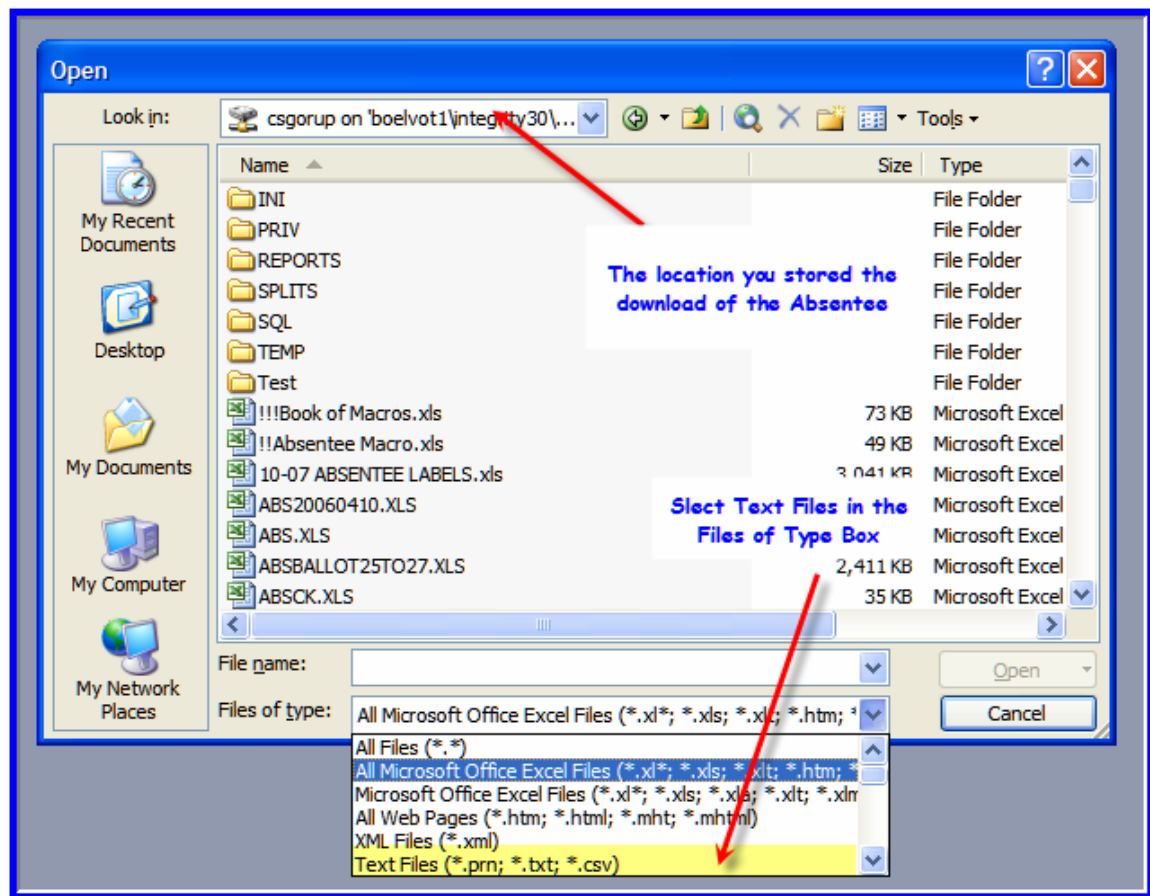 Open
Look in:
csgorup on 'boelvot1\integrity30\...
Tools
My Recent
Documents
Desktop
My Documents
My Computer
My Network
Places
Name
Size
Type
INI
File Folder
PRIV
File Folder
REPORTS
File Folder
SPLITS
File Folder
SQL
File Folder
TEMP
File Folder
Test
File Folder
!!!Book of Macros.xls
73 KB
Microsoft Excel
!!Absentee Macro.xls
49 KB
Microsoft Excel
10-07 ABSENTEE LABELS.xls
3,041 KB
Microsoft Excel
ABS20060410.XLS
Microsoft Excel
ABS.XLS
Microsoft Excel
ABSBALLOT25TO27.XLS
2,411 KB
Microsoft Excel
ABSCK.XLS
35 KB
Microsoft Excel
The location you stored the
download of the Absentee
Slect Text Files in the
Files of Type Box
File name:
Open
Files of type:
All Microsoft Office Excel Files (*.xl*; *.xls; *.xlt; *.htm; *
Cancel
All Files (*.*)
All Microsoft Office Excel Files (*.xl*; *.xls; *.xlt; *.htm; *
Microsoft Office Excel Files (*.xl*; *.xls; *.xla; *.xlt; *.xlm
All Web Pages (*.htm; *.html; *.mht; *.mhtml)
XML Files (*.xml)
Text Files (*.prn; *.txt; *.csv)